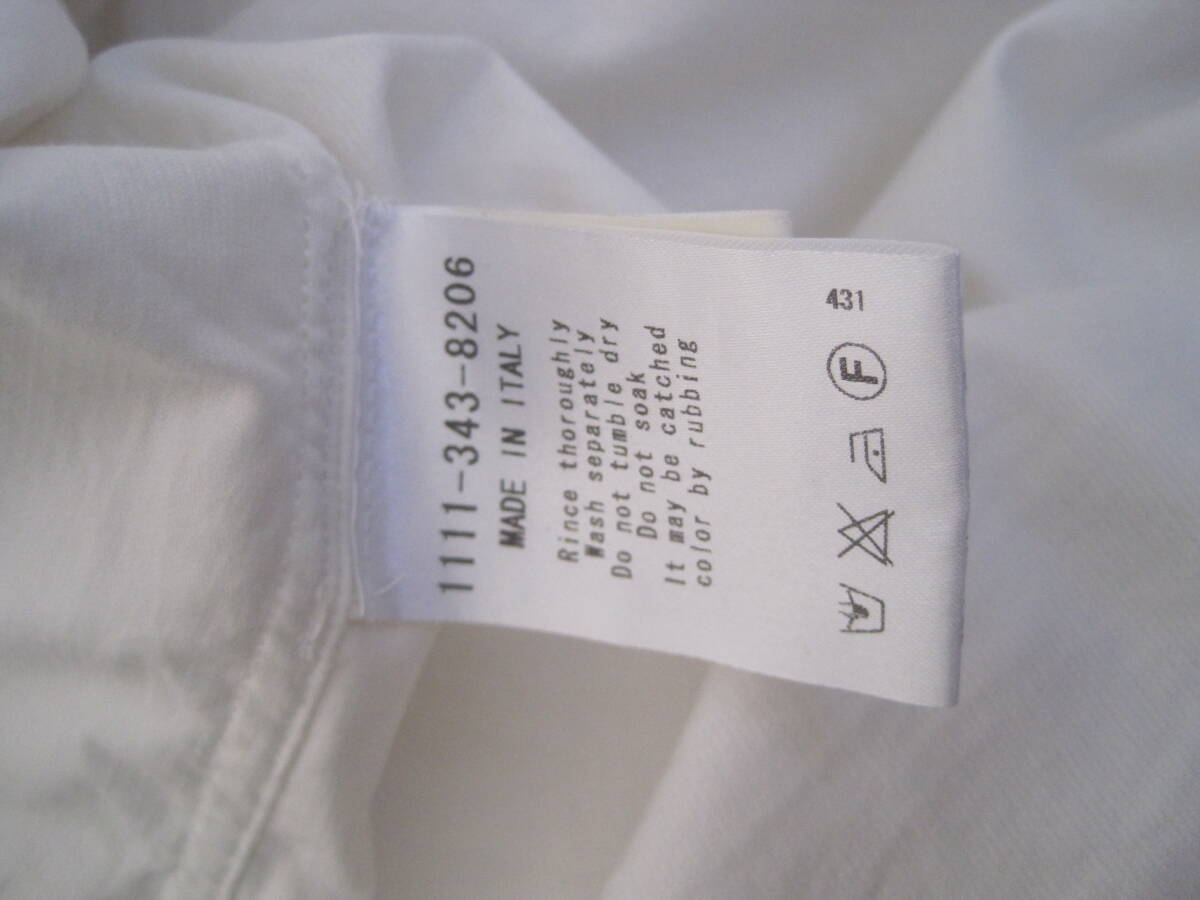 1111-343-8206
MADE IN ITALY
Rince thoroughly
Wash separately
Do not tumble dry
Do not soak
It may be catched
color by rubbing
F 431